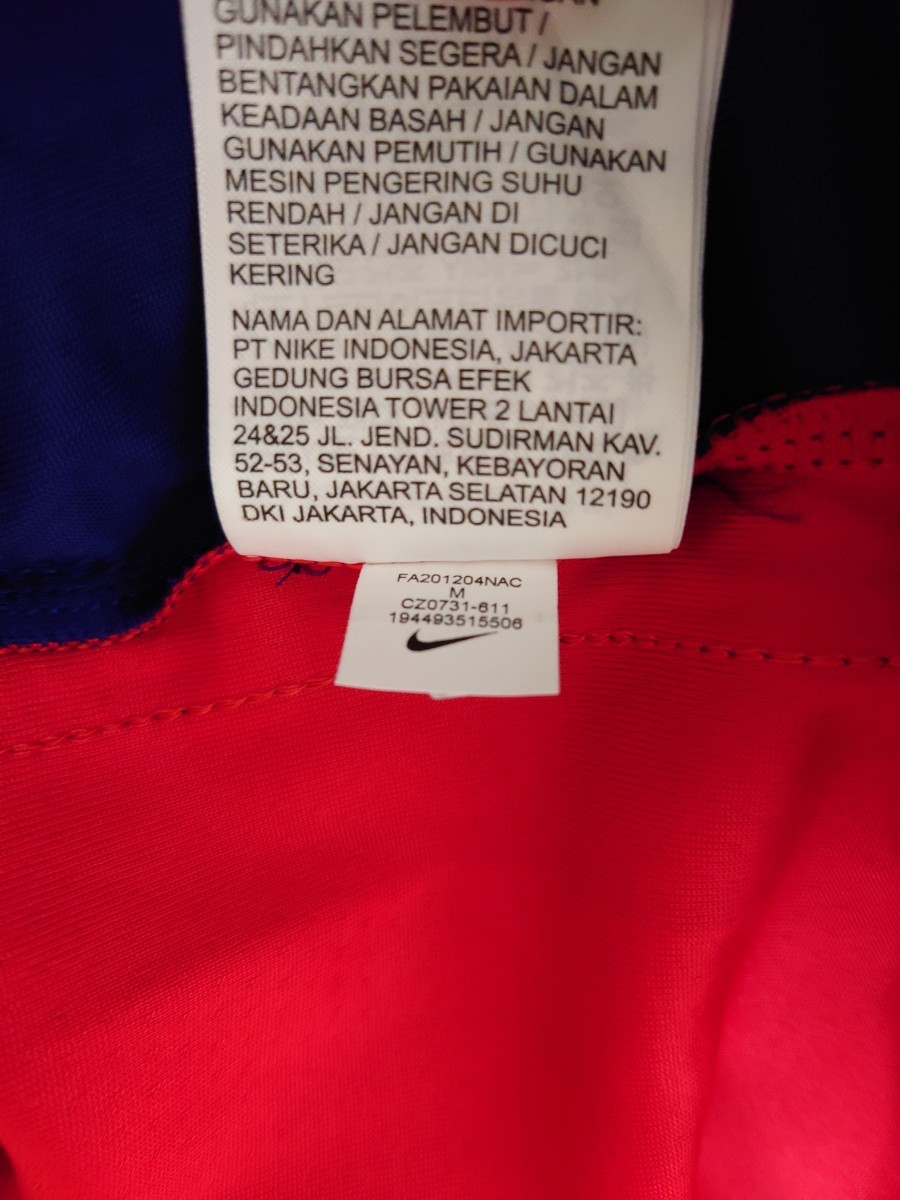 GUNAKAN PELEMBUT /
PINDAHKAN SEGERA / JANGAN
BENTANGKAN PAKAIAN DALAM
KEADAAN BASAH / JANGAN
GUNAKAN PEMUTIH / GUNAKAN
MESIN PENGERING SUHU
RENDAH / JANGAN DI
SETERIKA / JANGAN DICUCI
KERING
NAMA DAN ALAMAT IMPORTIR:
PT NIKE INDONESIA, JAKARTA
GEDUNG BURSA EFEK
INDONESIA TOWER 2 LANTAI
24&25 JL. JEND. SUDIRMAN KAV.
52-53, SENAYAN, KEBAYORAN
BARU, JAKARTA SELATAN 12190
DKI JAKARTA, INDONESIA
FA201204NAC
M
CZ0731-611
194493515506